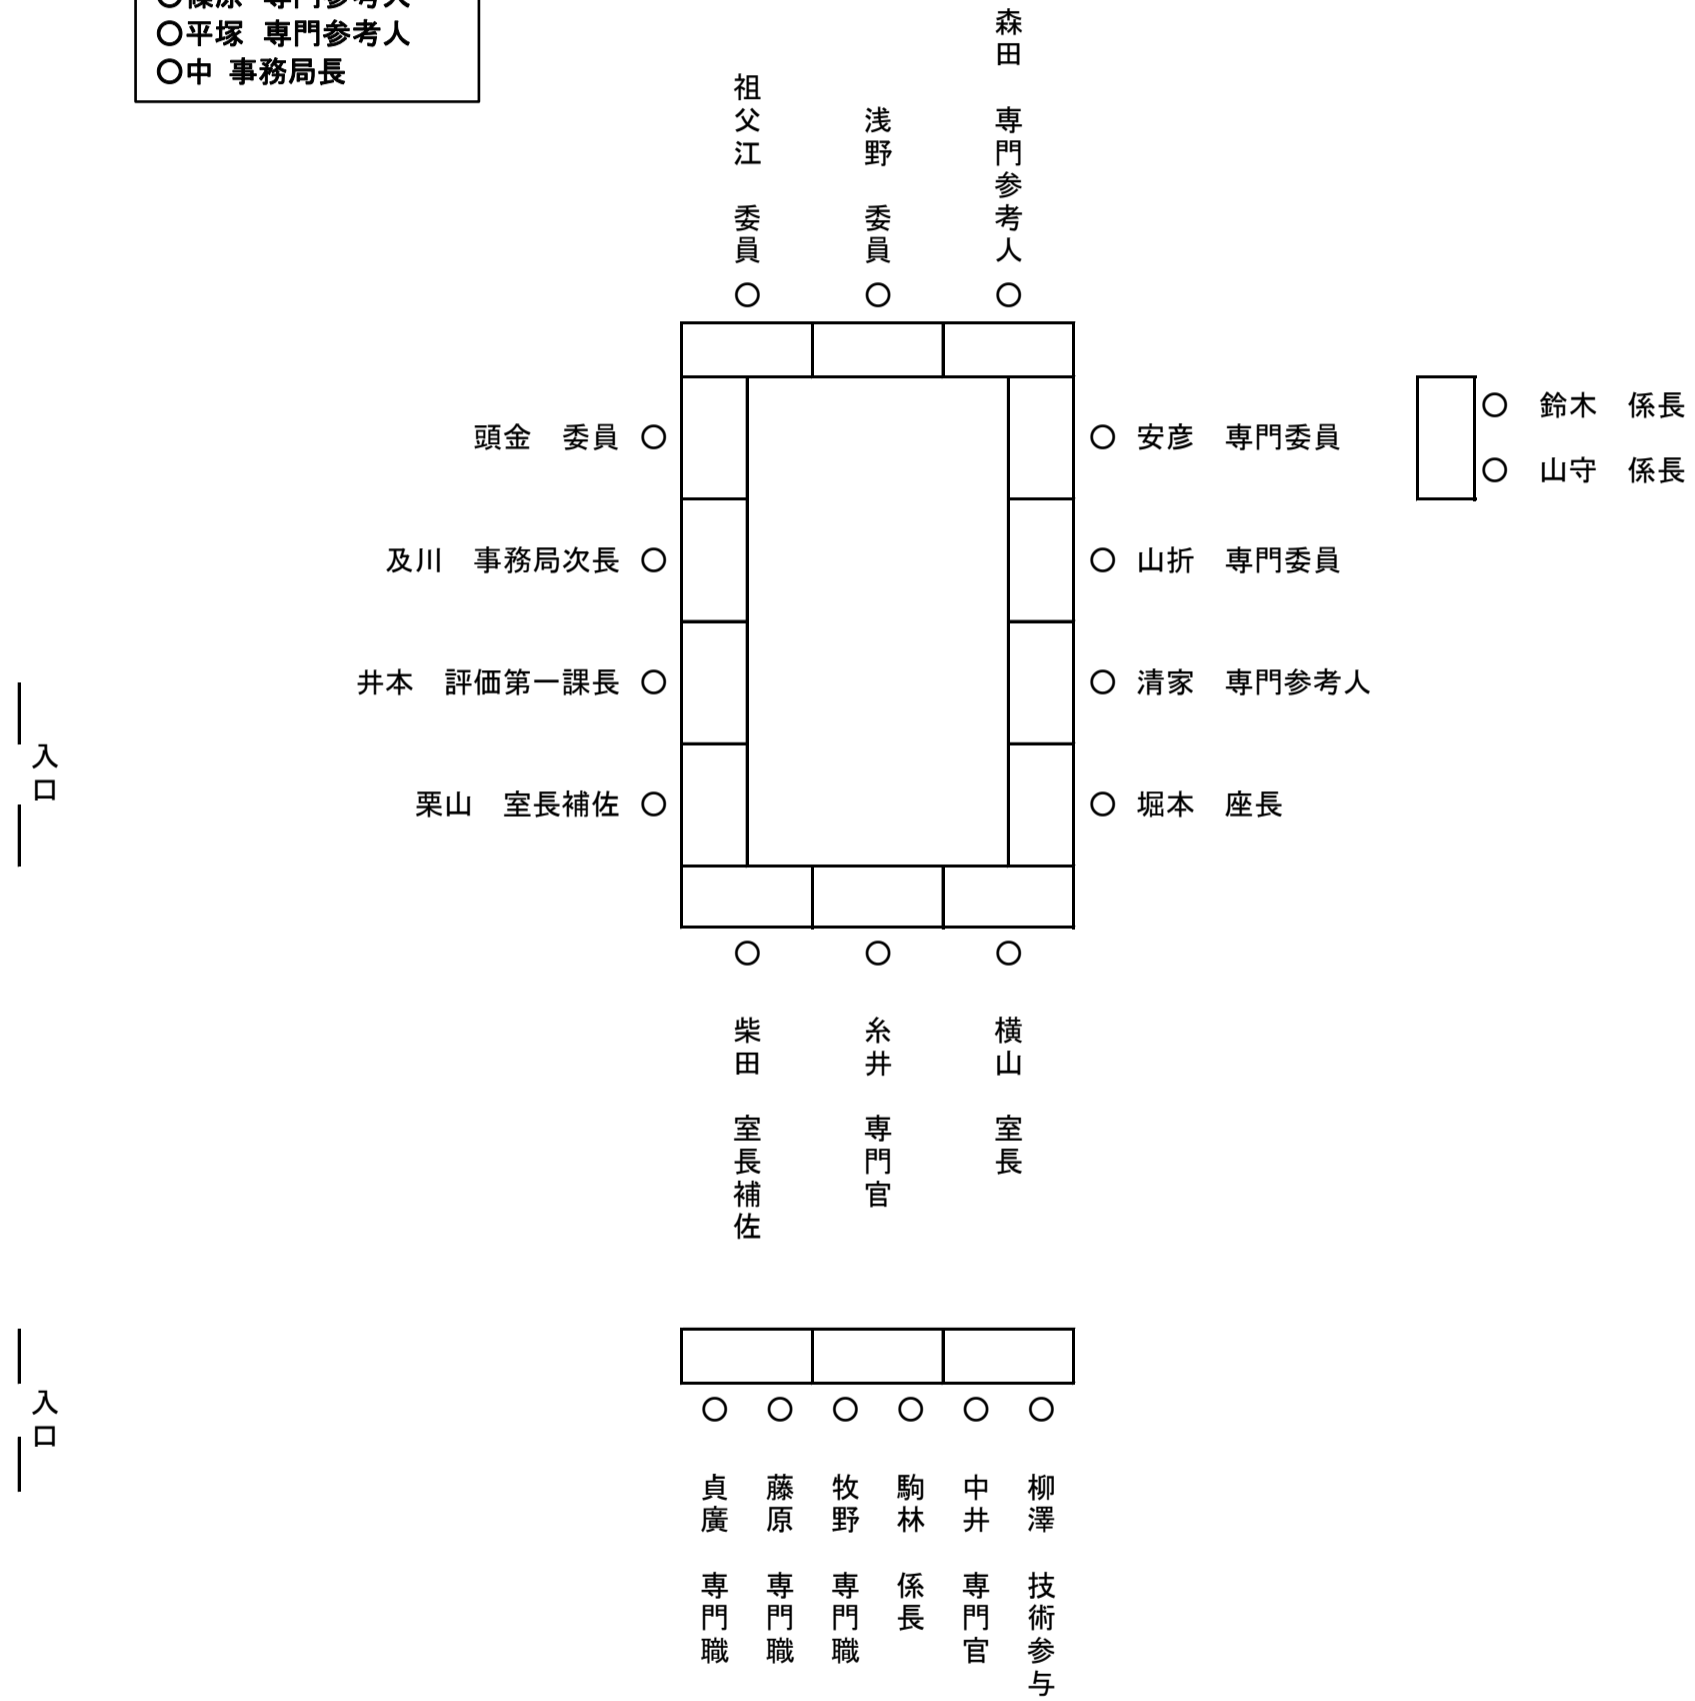 ○篠原 専門参考人
○平塚 専門参考人
○中 事務局長
祖父江 委員
浅野 委員
森田 専門参考人
○
○
○
頭金 委員 ○
○ 安彦 専門委員
○ 鈴木 係長
○ 山守 係長
及川 事務局次長 ○
○ 山折 専門委員
井本 評価第一課長 ○
○ 清家 専門参考人
入口
栗山 室長補佐 ○
○ 堀本 座長
○
○
○
柴田 室長補佐
糸井 専門官
横山 室長
入口
○
○
○
○
○
○
貞廣 専門職
藤原 専門職
牧野 専門職
駒林 係長
中井 専門官
柳澤 技術参与